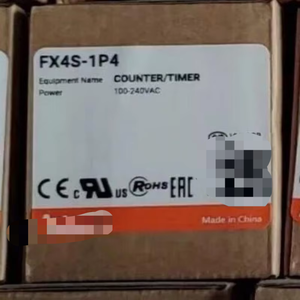 FX4S-1P4
Equipment Name COUNTER/TIMER
Power 100-240VAC
CE c UL us RoHS EAC
Made in China